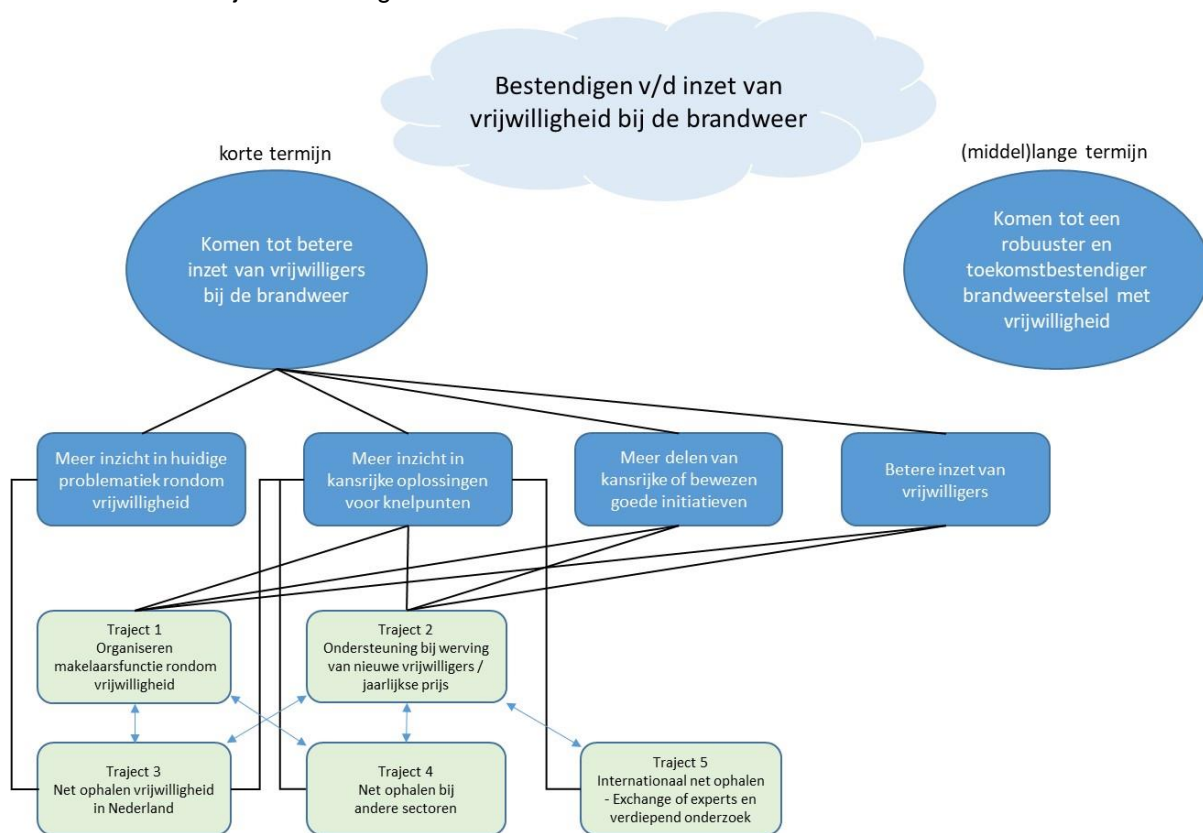 Bestendigen v/d inzet van
vrijwilligheid bij de brandweer
korte termijn
(middel)lange termijn
Komen tot betere
inzet van vrijwilligers
bij de brandweer
Komen tot een
robuuster en
toekomstbestendiger
brandweerstelsel met
vrijwilligheid
Meer inzicht in huidige
problematiek rondom
vrijwilligheid
Meer inzicht in
kansrijke oplossingen
voor knelpunten
Meer delen van
kansrijke of bewezen
goede initiatieven
Betere inzet van
vrijwilligers
Traject 1
Organiseren
makelaarsfunctie rondom
vrijwilligheid
Traject 2
Ondersteuning bij werving
van nieuwe vrijwilligers /
jaarlijkse prijs
Traject 3
Net ophalen vrijwilligheid
in Nederland
Traject 4
Net ophalen bij
andere sectoren
Traject 5
Internationaal net ophalen
- Exchange of experts en
verdiepend onderzoek